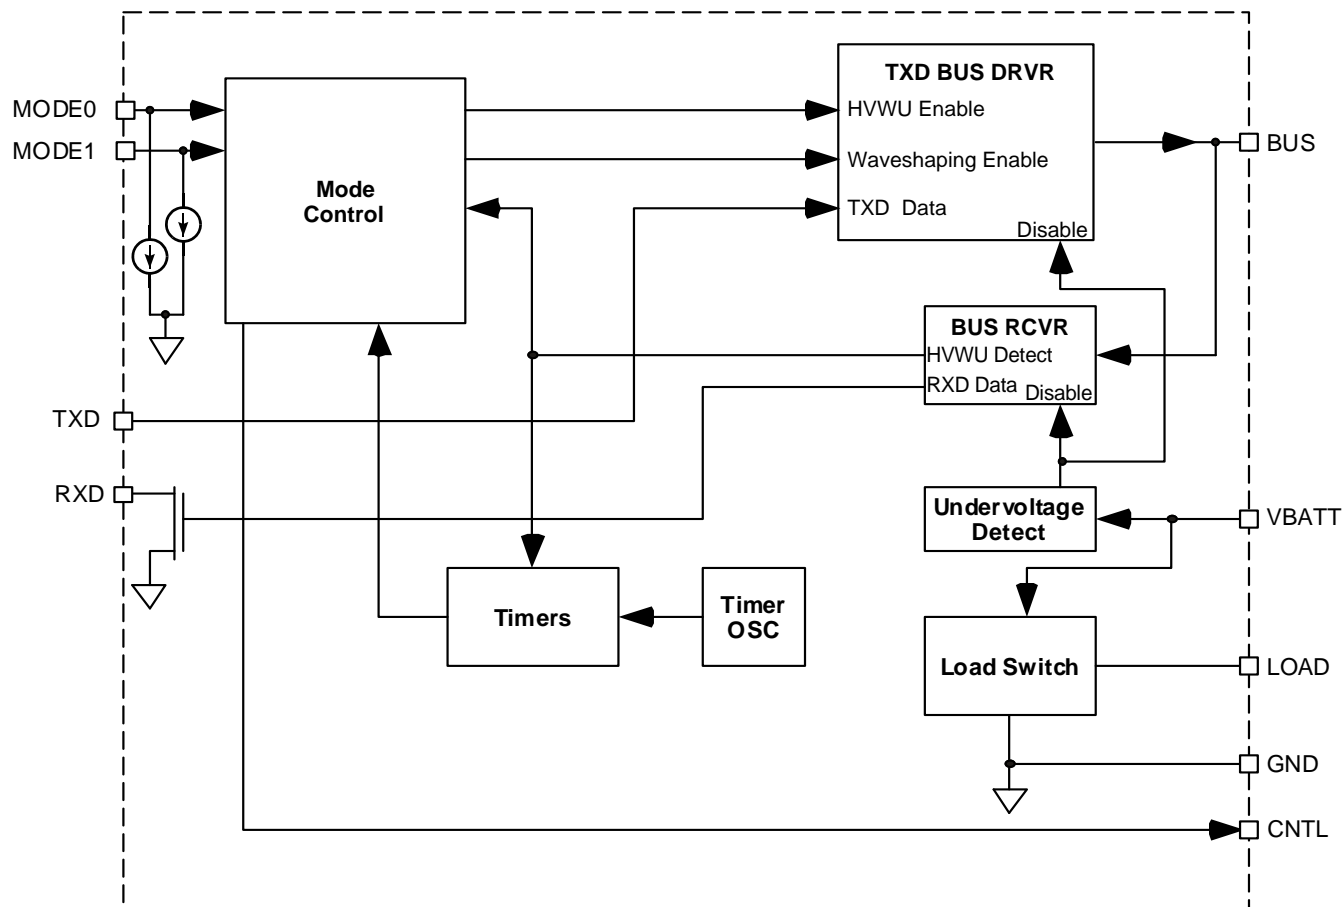 TXD BUS DRVR
MODE0
HVWU Enable
MODE1
BUS
Waveshaping Enable
Mode
Control
TXD Data
Disable
BUS RCVR
HVWU Detect
RXD Data
Disable
TXD
RXD
Undervoltage
Detect
VBATT
Timers
Timer
OSC
Load Switch
LOAD
GND
CNTL